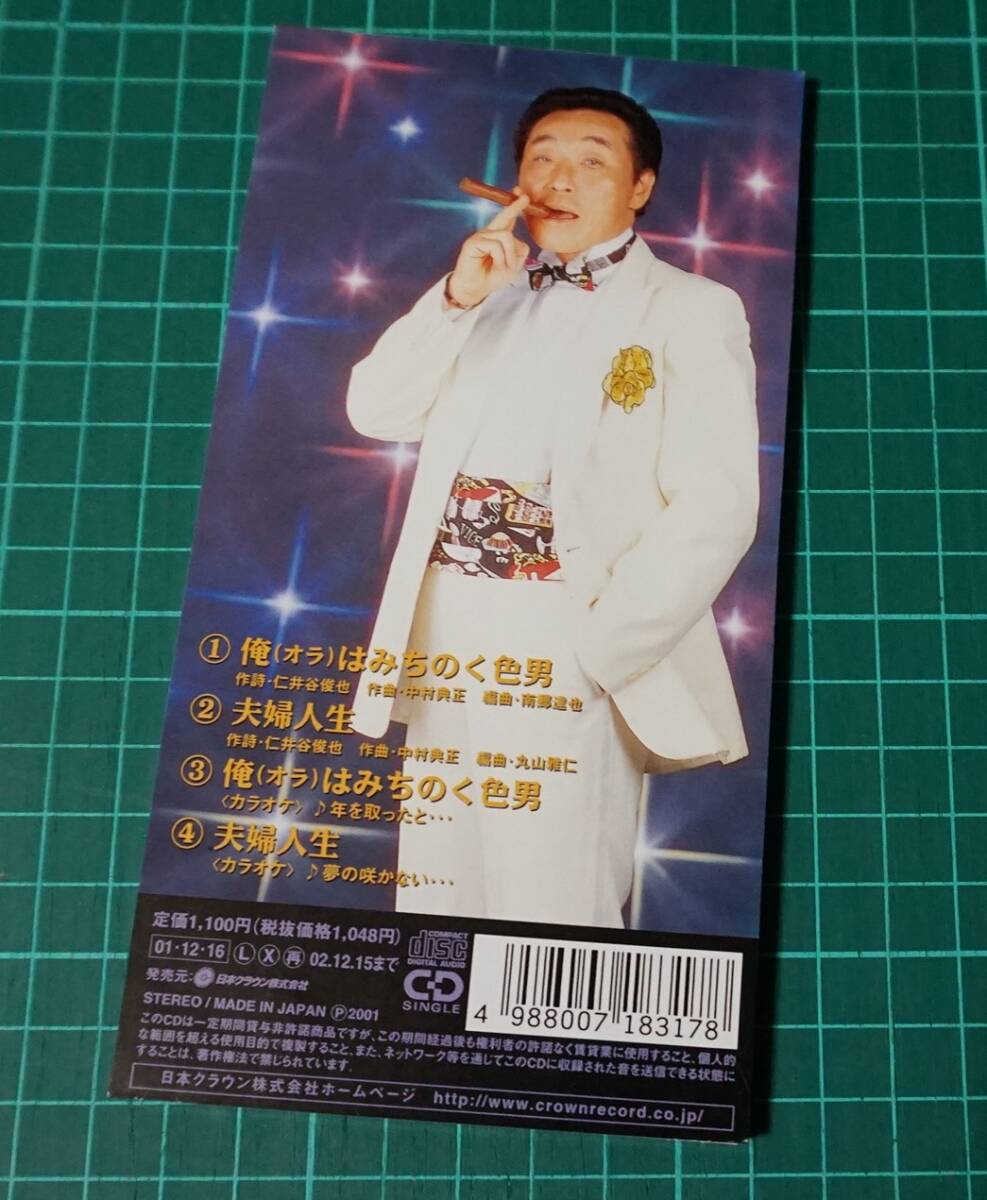 ① 俺(オラ)はみちのく色男
作詩・仁井谷俊也 作曲・中村典正 編曲・南郷達也
② 夫婦人生
作詩・仁井谷俊也 作曲・中村典正 編曲・丸山雅仁
③ 俺(オラ)はみちのく色男
〈カラオケ〉♪年を取ったと・・・
④ 夫婦人生
〈カラオケ〉♪夢の咲かない・・・
定価1,100円(税抜価格1,048円)
01・12・16 Ⓛ Ⓧ 再 02.12.15まで
発売元: 日本クラウン株式会社
STEREO / MADE IN JAPAN Ⓟ2001
COMPACT
disc
DIGITAL AUDIO
CD
SINGLE
4 988007 183178
このCDは一定期間貸与非許諾商品ですが、この期間経過後も権利者の許諾なく賃貸業に使用すること、個人的
な範囲を超える使用目的で複製すること、また、ネットワーク等を通じてこのCDに収録された音を送信できる状態に
することは、著作権法で禁じられています。
日本クラウン株式会社ホームページ http://www.crownrecord.co.jp/